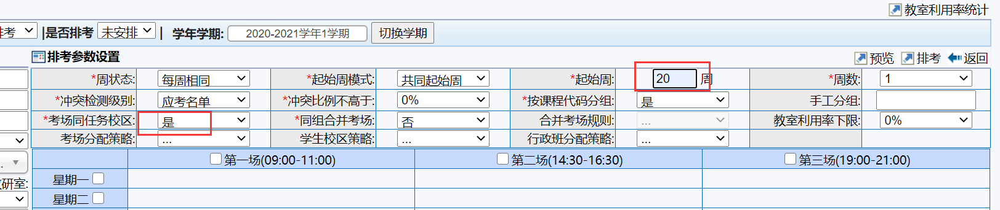 教室利用率统计
排考 |是否排考 未安排 | 学年学期: 2020-2021学年1学期 切换学期
排考参数设置 预览 排考 返回
*周状态: 每周相同 *起始周模式: 共同起始周 *起始周: 20 周 *周数: 1
*冲突检测级别: 应考名单 *冲突比例不高于: 0% *按课程代码分组: 是 手工分组:
*考场同任务校区: 是 *同组合并考场: 否 合并考场规则: ... 教室利用率下限: 0%
考场分配策略: ... 学生校区策略: ... 行政班分配策略: ...
第一场(09:00-11:00) 第二场(14:30-16:30) 第三场(19:00-21:00)
星期一
研室:
星期二